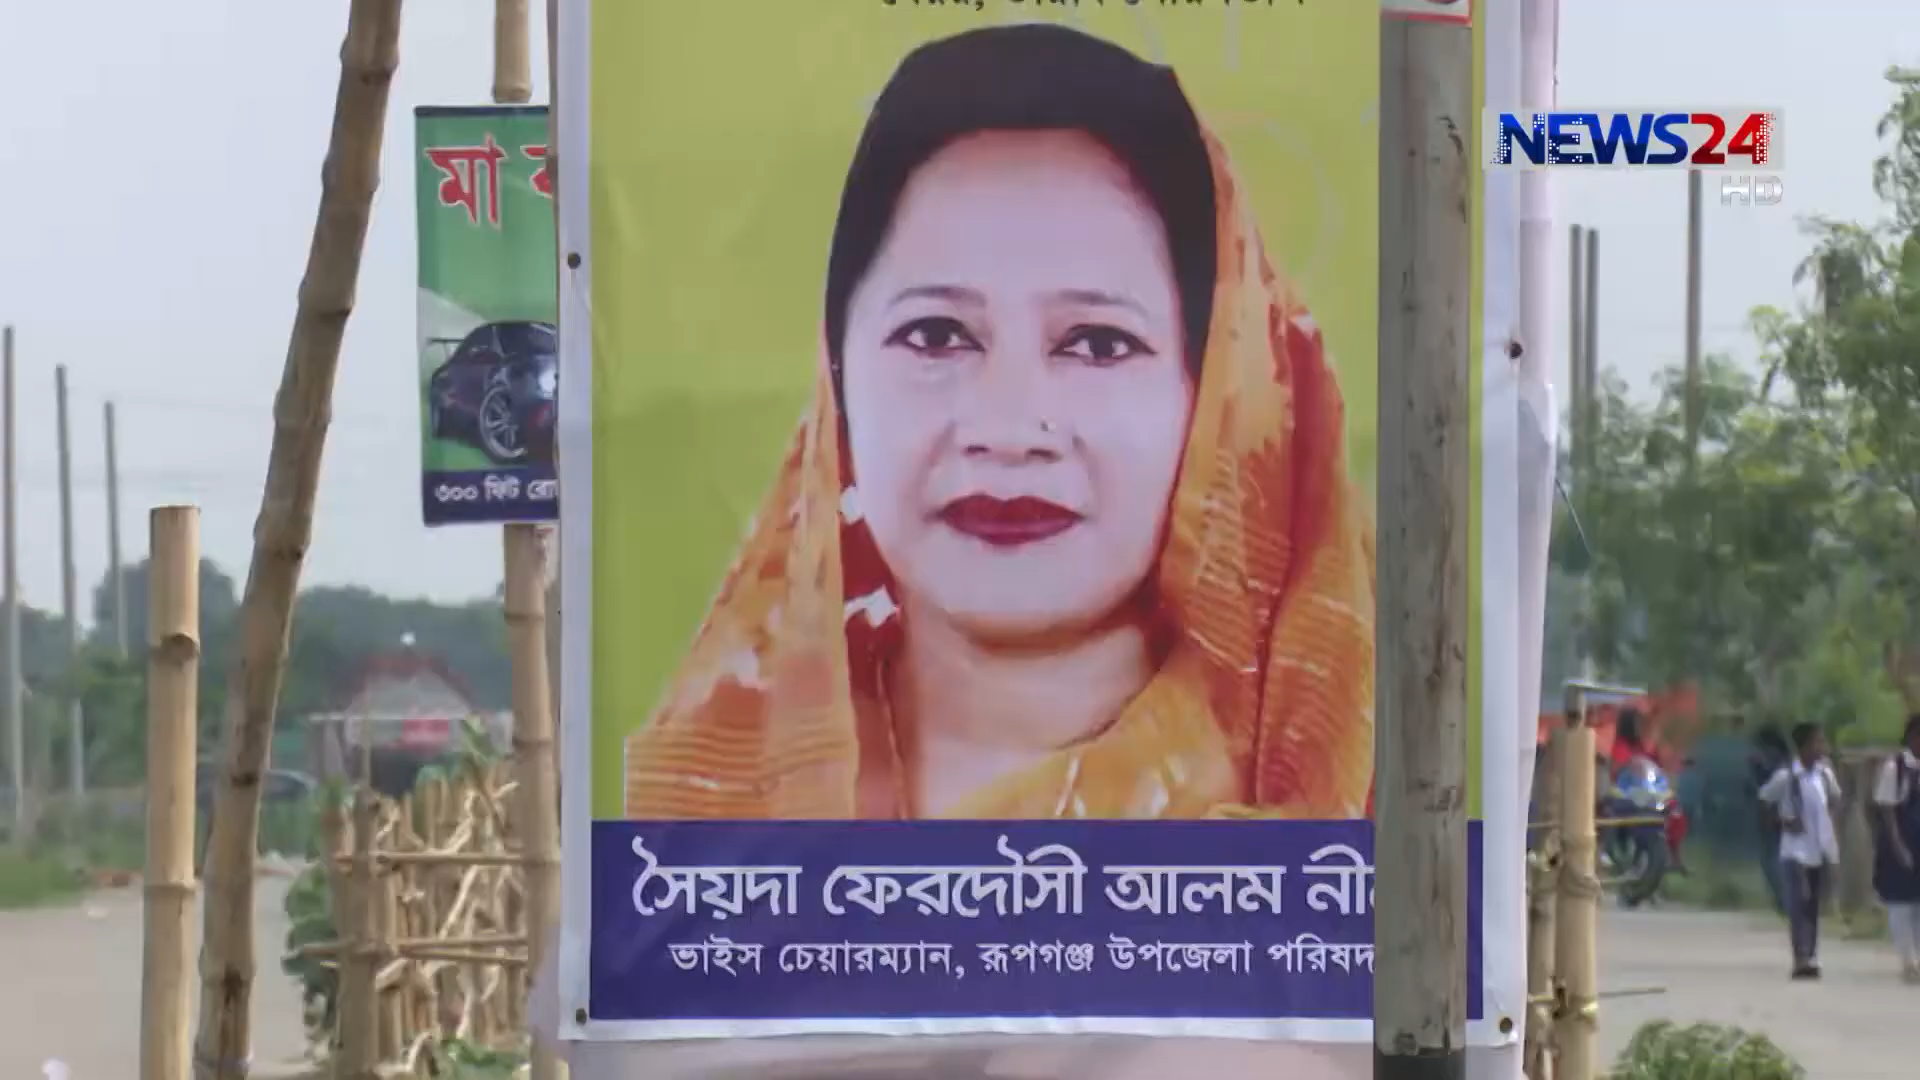 NEWS24
HD
মা
৩০০ ফিট
সৈয়দা ফেরদৌসী আলম
ভাইস চেয়ারম্যান, রূপগঞ্জ উপজেলা পরিষদ